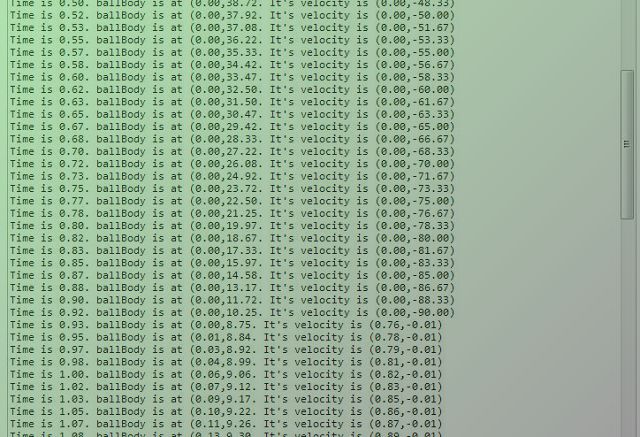 Time is 0.50. ballBody is at (0.00,38.72. It's velocity is (0.00,-48.33)
Time is 0.52. ballBody is at (0.00,37.92. It's velocity is (0.00,-50.00)
Time is 0.53. ballBody is at (0.00,37.08. It's velocity is (0.00,-51.67)
Time is 0.55. ballBody is at (0.00,36.22. It's velocity is (0.00,-53.33)
Time is 0.57. ballBody is at (0.00,35.33. It's velocity is (0.00,-55.00)
Time is 0.58. ballBody is at (0.00,34.42. It's velocity is (0.00,-56.67)
Time is 0.60. ballBody is at (0.00,33.47. It's velocity is (0.00,-58.33)
Time is 0.62. ballBody is at (0.00,32.50. It's velocity is (0.00,-60.00)
Time is 0.63. ballBody is at (0.00,31.50. It's velocity is (0.00,-61.67)
Time is 0.65. ballBody is at (0.00,30.47. It's velocity is (0.00,-63.33)
Time is 0.67. ballBody is at (0.00,29.42. It's velocity is (0.00,-65.00)
Time is 0.68. ballBody is at (0.00,28.33. It's velocity is (0.00,-66.67)
Time is 0.70. ballBody is at (0.00,27.22. It's velocity is (0.00,-68.33)
Time is 0.72. ballBody is at (0.00,26.08. It's velocity is (0.00,-70.00)
Time is 0.73. ballBody is at (0.00,24.92. It's velocity is (0.00,-71.67)
Time is 0.75. ballBody is at (0.00,23.72. It's velocity is (0.00,-73.33)
Time is 0.77. ballBody is at (0.00,22.50. It's velocity is (0.00,-75.00)
Time is 0.78. ballBody is at (0.00,21.25. It's velocity is (0.00,-76.67)
Time is 0.80. ballBody is at (0.00,19.97. It's velocity is (0.00,-78.33)
Time is 0.82. ballBody is at (0.00,18.67. It's velocity is (0.00,-80.00)
Time is 0.83. ballBody is at (0.00,17.33. It's velocity is (0.00,-81.67)
Time is 0.85. ballBody is at (0.00,15.97. It's velocity is (0.00,-83.33)
Time is 0.87. ballBody is at (0.00,14.58. It's velocity is (0.00,-85.00)
Time is 0.88. ballBody is at (0.00,13.17. It's velocity is (0.00,-86.67)
Time is 0.90. ballBody is at (0.00,11.72. It's velocity is (0.00,-88.33)
Time is 0.92. ballBody is at (0.00,10.25. It's velocity is (0.00,-90.00)
Time is 0.93. ballBody is at (0.00,8.75. It's velocity is (0.76,-0.01)
Time is 0.95. ballBody is at (0.01,8.84. It's velocity is (0.78,-0.01)
Time is 0.97. ballBody is at (0.03,8.92. It's velocity is (0.79,-0.01)
Time is 0.98. ballBody is at (0.04,8.99. It's velocity is (0.81,-0.01)
Time is 1.00. ballBody is at (0.06,9.06. It's velocity is (0.82,-0.01)
Time is 1.02. ballBody is at (0.07,9.12. It's velocity is (0.83,-0.01)
Time is 1.03. ballBody is at (0.09,9.17. It's velocity is (0.85,-0.01)
Time is 1.05. ballBody is at (0.10,9.22. It's velocity is (0.86,-0.01)
Time is 1.07. ballBody is at (0.11,9.26. It's velocity is (0.87,-0.01)
Time is 1.08. ballBody is at (0.13,9.30. It's velocity is (0.89,-0.01)